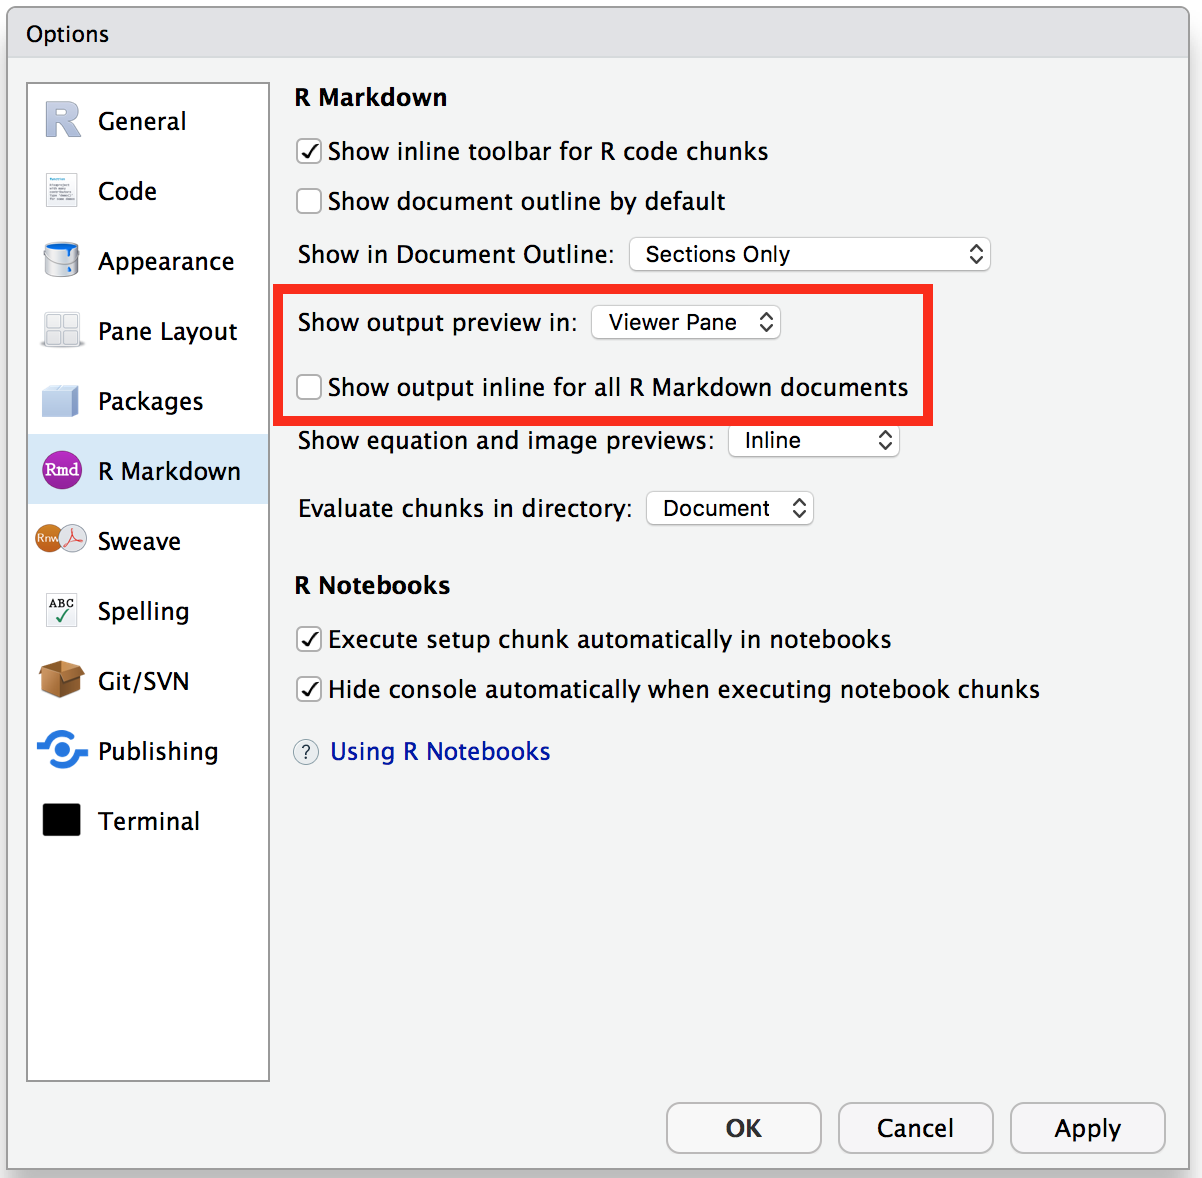 Options
General
Code
Appearance
Pane Layout
Packages
Rmd R Markdown
Rnw Sweave
ABC Spelling
Git/SVN
Publishing
Terminal
R Markdown
Show inline toolbar for R code chunks
Show document outline by default
Show in Document Outline: Sections Only
Show output preview in: Viewer Pane
Show output inline for all R Markdown documents
Show equation and image previews: Inline
Evaluate chunks in directory: Document
R Notebooks
Execute setup chunk automatically in notebooks
Hide console automatically when executing notebook chunks
? Using R Notebooks
OK Cancel Apply